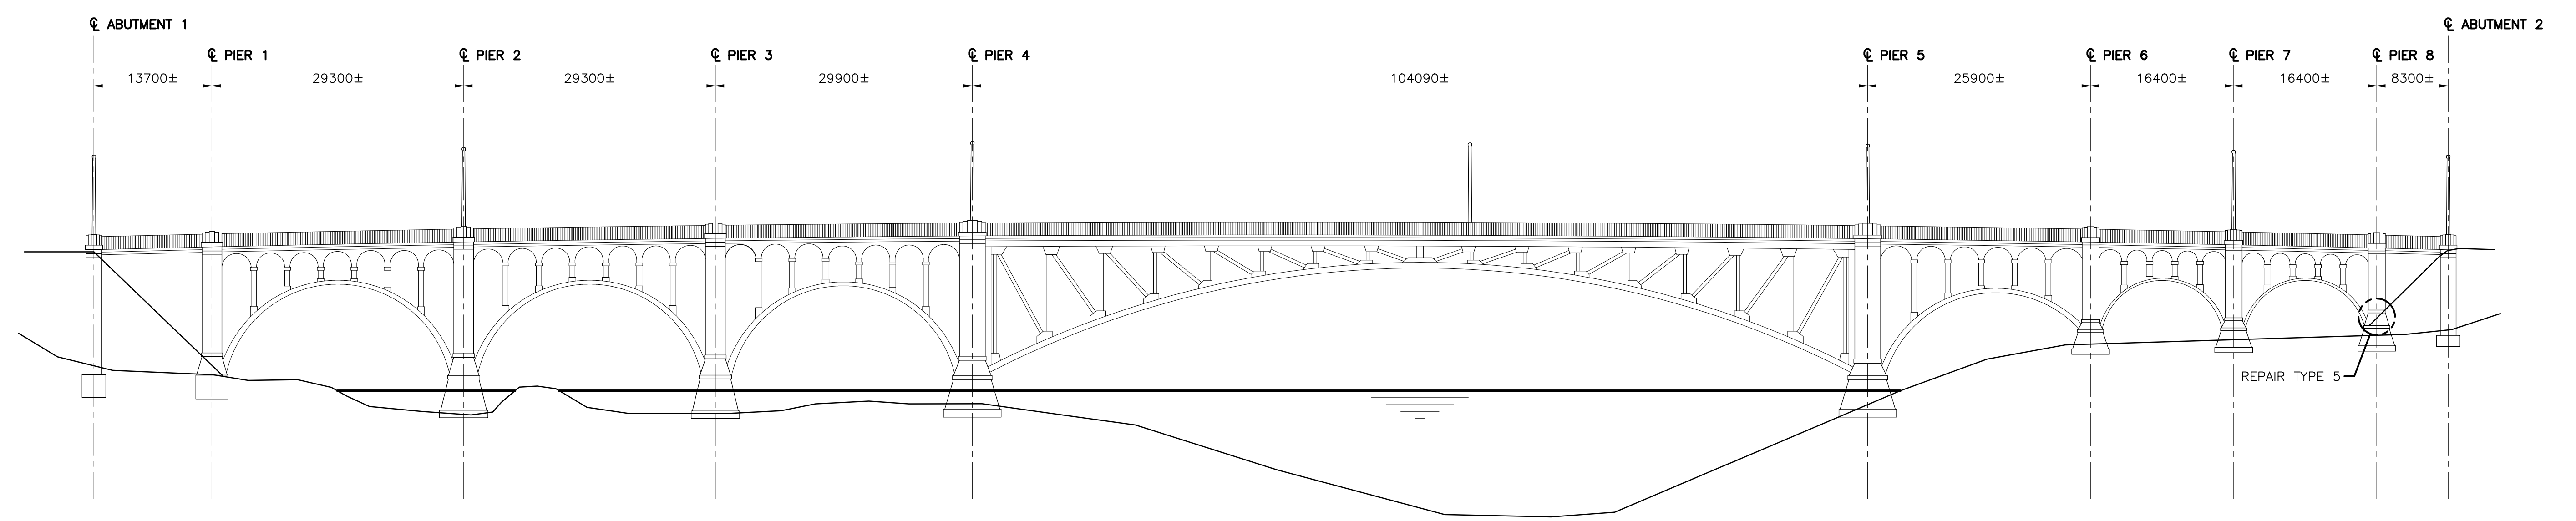 ℄ ABUTMENT 1
℄ ABUTMENT 2
℄ PIER 1
℄ PIER 2
℄ PIER 3
℄ PIER 4
℄ PIER 5
℄ PIER 6
℄ PIER 7
℄ PIER 8
13700±
29300±
29300±
29900±
104090±
25900±
16400±
16400±
8300±
REPAIR TYPE 5